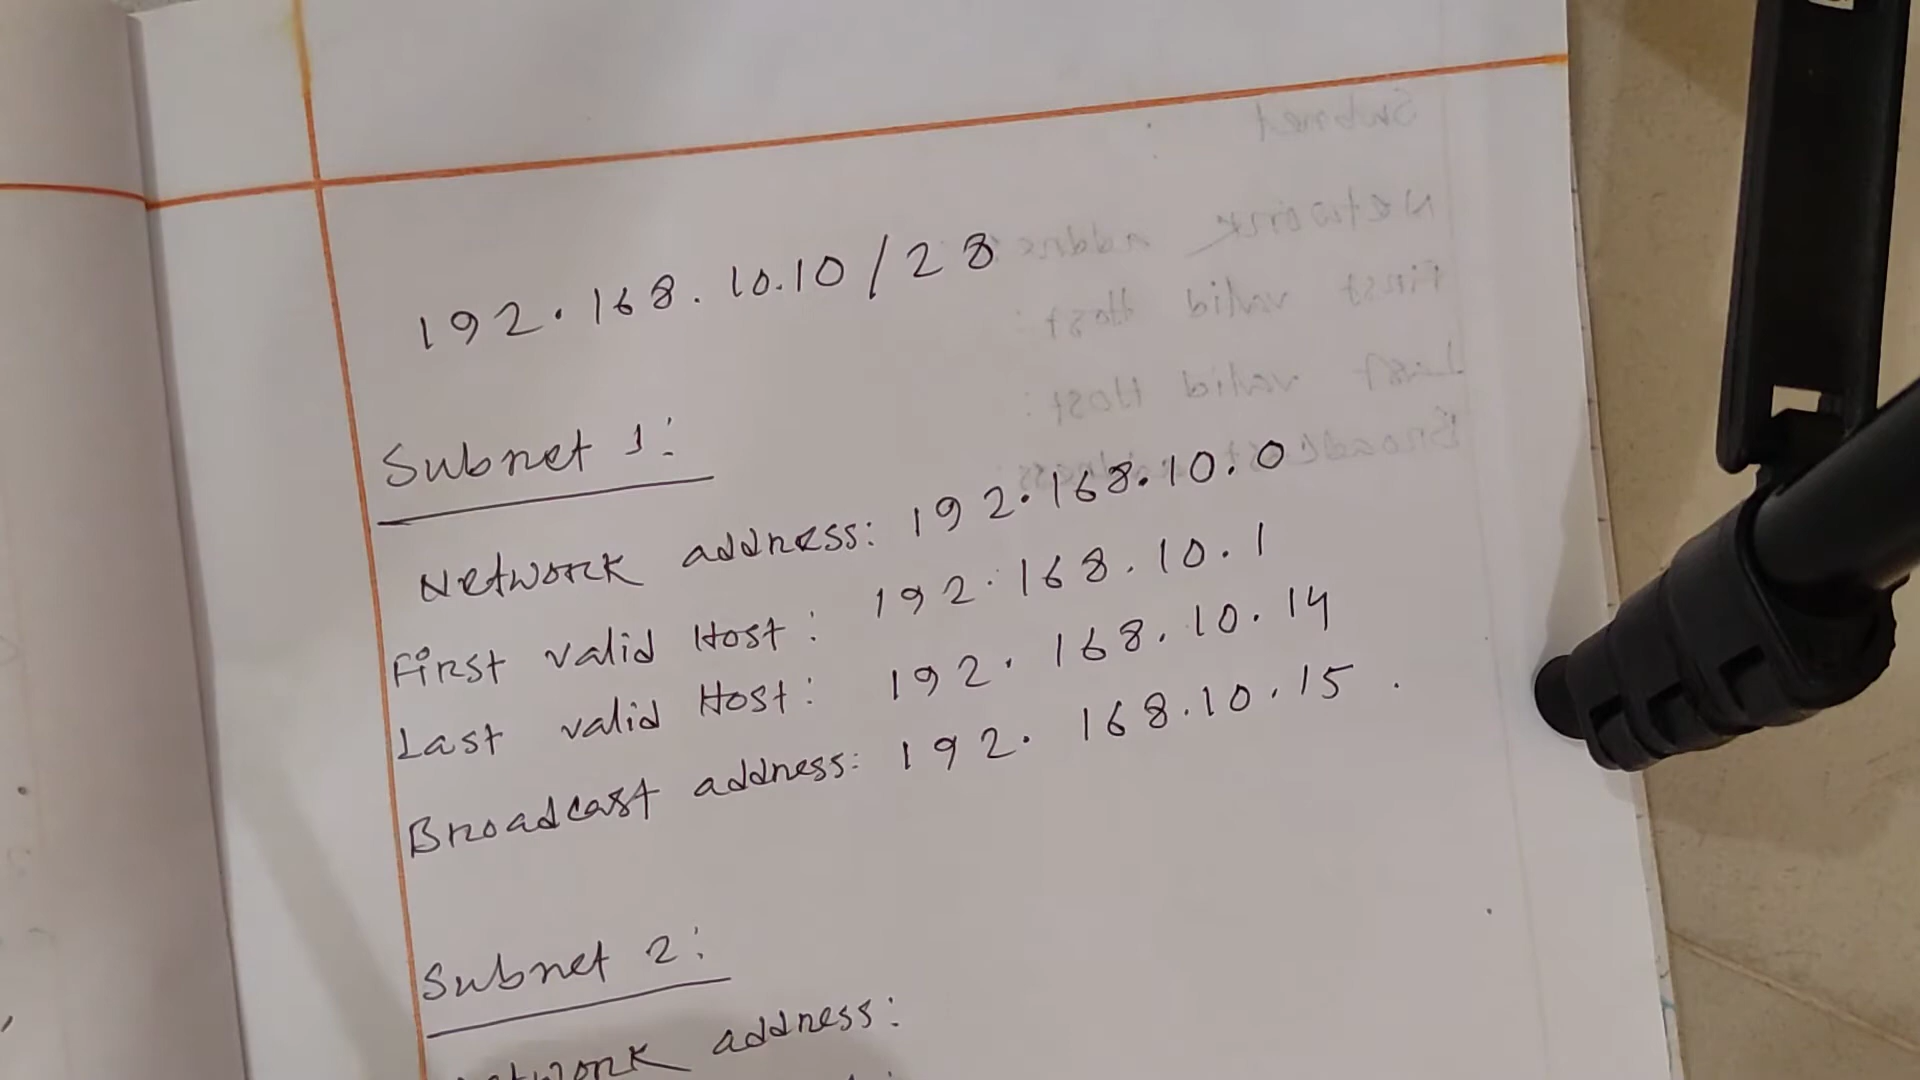 192.168.10.10/28
Subnet 1:
Network address: 192.168.10.0
First valid Host: 192.168.10.1
Last valid Host: 192.168.10.14
Broadcast address: 192.168.10.15.
Subnet 2:
Network address: